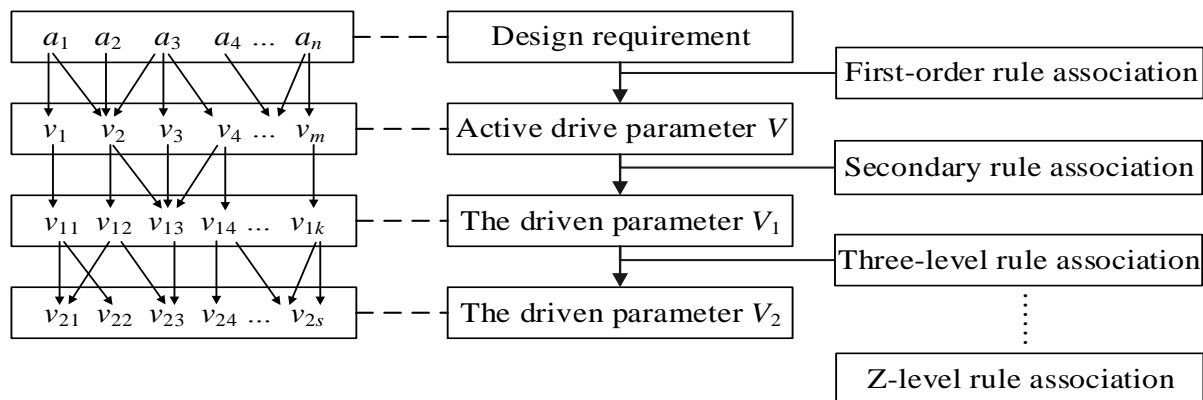 a1 a2 a3 a4 ... an
Design requirement
First-order rule association
v1 v2 v3 v4 ... vm
Active drive parameter V
Secondary rule association
v11 v12 v13 v14 ... v1k
The driven parameter V1
Three-level rule association
v21 v22 v23 v24 ... v2s
The driven parameter V2
Z-level rule association